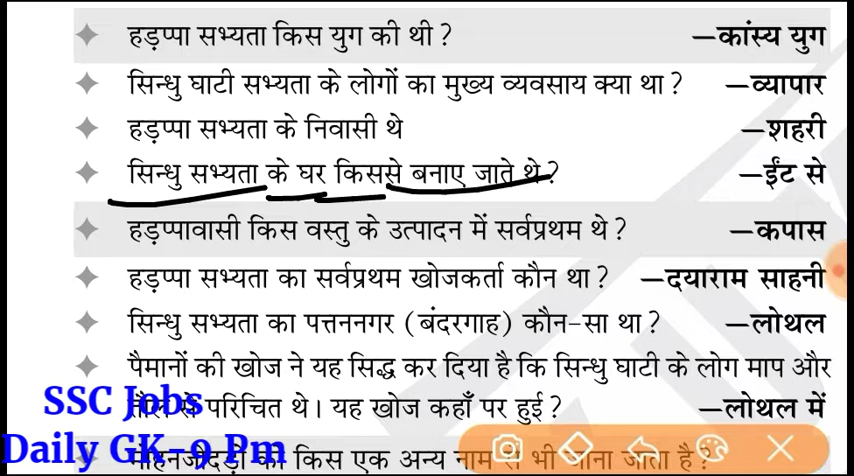 हड़प्पा सभ्यता किस युग की थी ? —कांस्य युग
सिन्धु घाटी सभ्यता के लोगों का मुख्य व्यवसाय क्या था ? —व्यापार
हड़प्पा सभ्यता के निवासी थे —शहरी
सिन्धु सभ्यता के घर किससे बनाए जाते थे ? —ईंट से
हड़प्पावासी किस वस्तु के उत्पादन में सर्वप्रथम थे ? —कपास
हड़प्पा सभ्यता का सर्वप्रथम खोजकर्ता कौन था ? —दयाराम साहनी
सिन्धु सभ्यता का पत्तननगर (बंदरगाह) कौन-सा था ? —लोथल
पैमानों की खोज ने यह सिद्ध कर दिया है कि सिन्धु घाटी के लोग माप और
तौल से परिचित थे। यह खोज कहाँ पर हुई ? —लोथल में
SSC Jobs
Daily GK-9 Pm
मोहनजोदड़ो को किस एक अन्य नाम से भी जाना जाता है ?